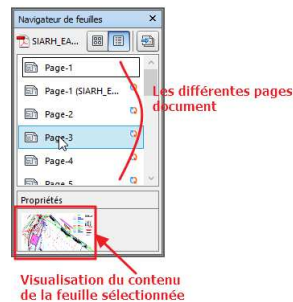 Navigateur de feuilles
SIARH_EA...
Page-1
Page-1 (SIARH_E...
Page-2
Page-3
Page-4
Page-5
Les différentes pages
document
Propriétés
Visualisation du contenu
de la feuille sélectionnée